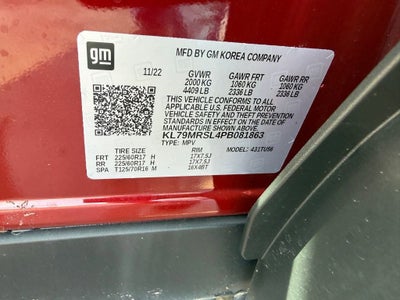 gm
MFD BY GM KOREA COMPANY
11/22 GVWR GAWR FRT GAWR RR
2000 KG 1060 KG 1060 KG
4409 LB 2336 LB 2336 LB
THIS VEHICLE CONFORMS TO ALL
APPLICABLE U.S. FEDERAL MOTOR
VEHICLE SAFETY, BUMPER, AND THEFT
PREVENTION STANDARDS IN EFFECT ON
THE DATE OF MANUFACTURE SHOWN ABOVE.
KL79MRSL4PB081863
TYPE: MPV MODEL: 431TU56
TIRE SIZE RIM
FRT 225/60R17 H 17X7.5J
RR 225/60R17 H 17X7.5J
SPA T125/70R16 M 16X4BT